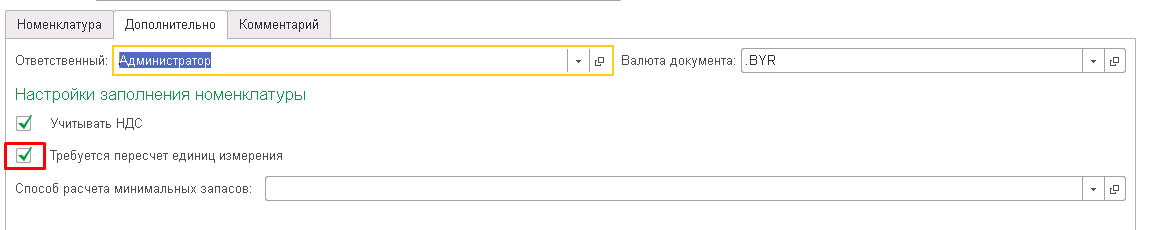 Номенклатура Дополнительно Комментарий
Ответственный: Администратор Валюта документа: .BYR
Настройки заполнения номенклатуры
Учитывать НДС
Требуется пересчет единиц измерения
Способ расчета минимальных запасов: